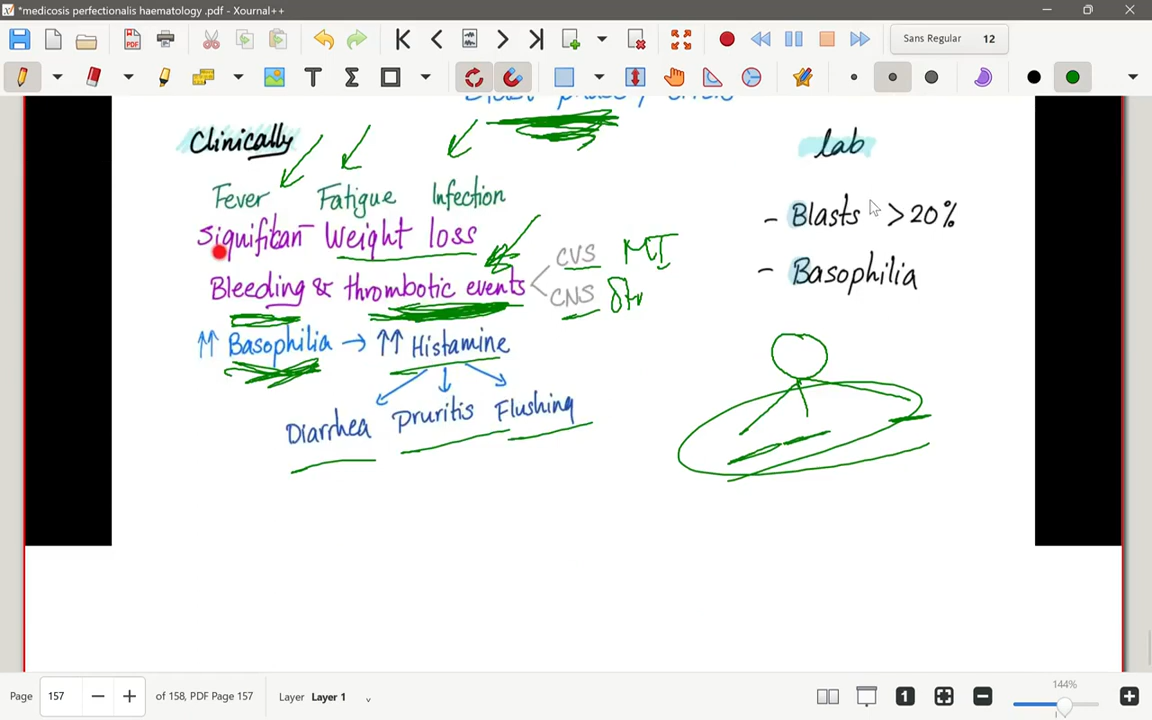 *medicosis perfectionalis haematology .pdf - Xournal++
Sans Regular 12
Clinically
lab
Fever Fatigue Infection
Significant Weight loss
Bleeding & thrombotic events
CVS MI
CNS
↑↑ Basophilia → ↑↑ Histamine
Diarrhea Pruritis Flushing
- Blasts >20%
- Basophilia
Page 157 of 158, PDF Page 157 Layer Layer 1
144%